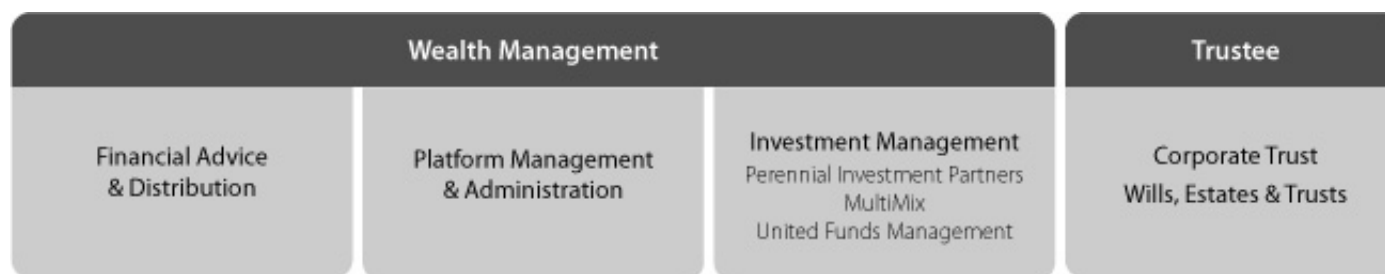 Wealth Management
Trustee
Financial Advice
& Distribution
Platform Management
& Administration
Investment Management
Perennial Investment Partners
MultiMix
United Funds Management
Corporate Trust
Wills, Estates & Trusts